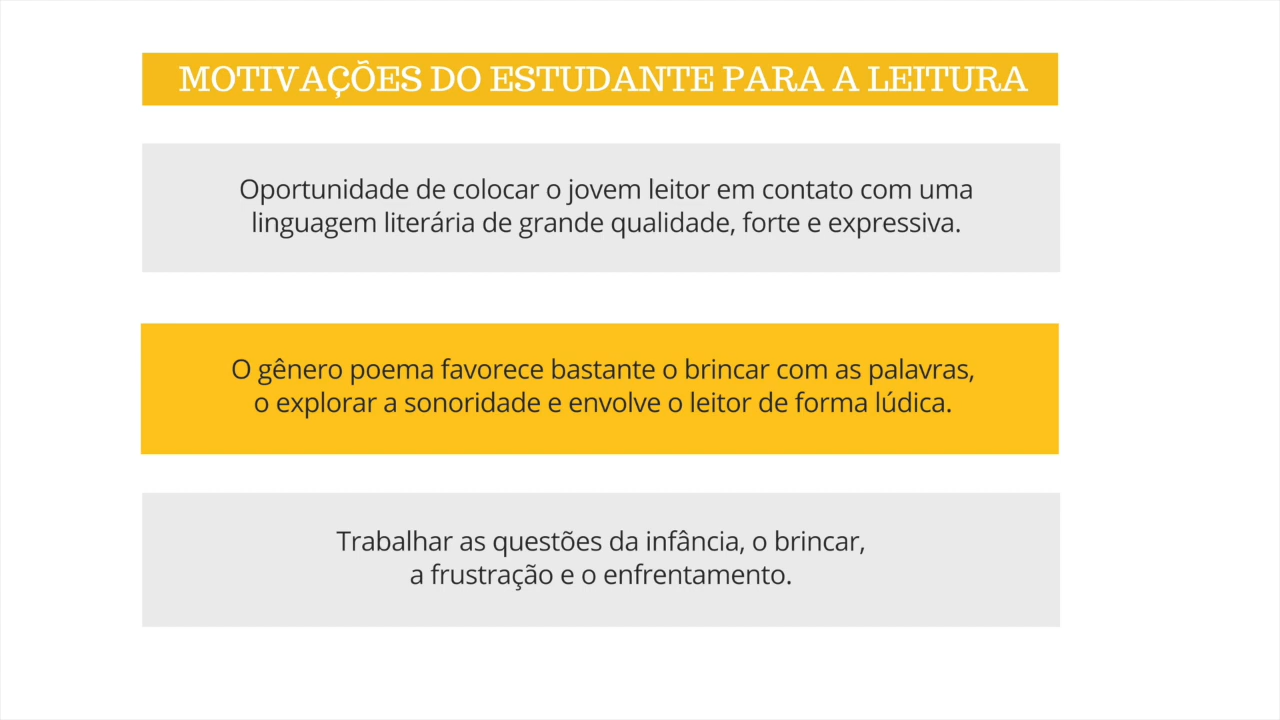 MOTIVAÇÕES DO ESTUDANTE PARA A LEITURA
Oportunidade de colocar o jovem leitor em contato com uma
linguagem literária de grande qualidade, forte e expressiva.
O gênero poema favorece bastante o brincar com as palavras,
o explorar a sonoridade e envolve o leitor de forma lúdica.
Trabalhar as questões da infância, o brincar,
a frustração e o enfrentamento.